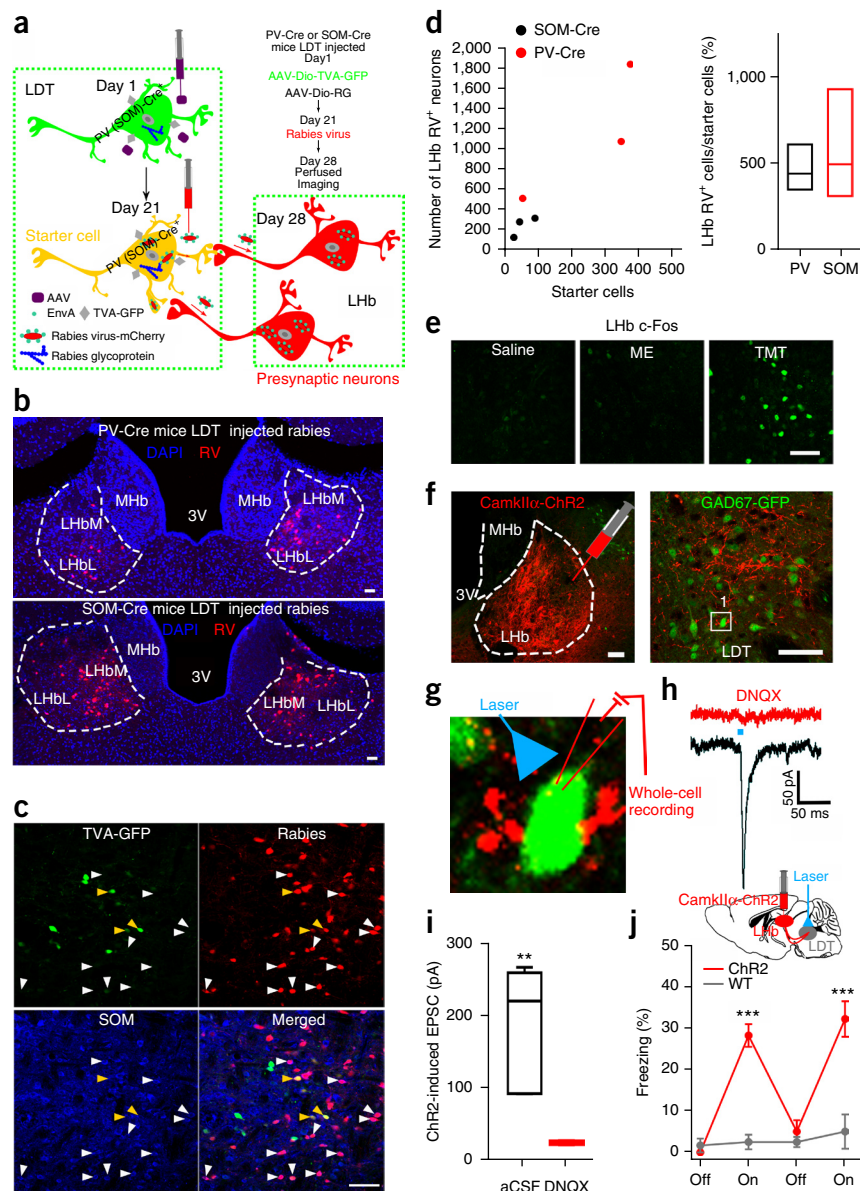 a
LDT
Day 1
PV (SOM)-Cre+
Day 21
Starter cell
PV (SOM)-Cre+
AAV
EnvA
TVA-GFP
Rabies virus-mCherry
Rabies glycoprotein
PV-Cre or SOM-Cre
mice LDT injected
Day1
AAV-Dio-TVA-GFP
AAV-Dio-RG
Day 21
Rabies virus
Day 28
Perfused
Imaging
Day 28
LHb
Presynaptic neurons
b
PV-Cre mice LDT injected rabies
DAPI RV
MHb
MHb
LHbM
LHbM
3V
LHbL
LHbL
SOM-Cre mice LDT injected rabies
DAPI RV
MHb
MHb
3V
LHbM
LHbL
LHbM
LHbL
c
TVA-GFP
Rabies
SOM
Merged
d
SOM-Cre
PV-Cre
Number of LHb RV+ neurons
2,000
1,800
1,600
1,400
1,200
1,000
800
600
400
200
0
0 100 200 300 400 500
Starter cells
LHb RV+ cells/starter cells (%)
1,000
500
0
PV SOM
e
LHb c-Fos
Saline
ME
TMT
f
CamkIIα-ChR2
MHb
3V
LHb
GAD67-GFP
1
LDT
g
Laser
Whole-cell
recording
h
DNQX
50 pA
50 ms
i
ChR2-induced EPSC (pA)
300
200
100
0
**
aCSF DNQX
j
CamkIIα-ChR2
Laser
LHb
LDT
Freezing (%)
50
40
30
20
10
0
ChR2
WT
***
***
Off On Off On